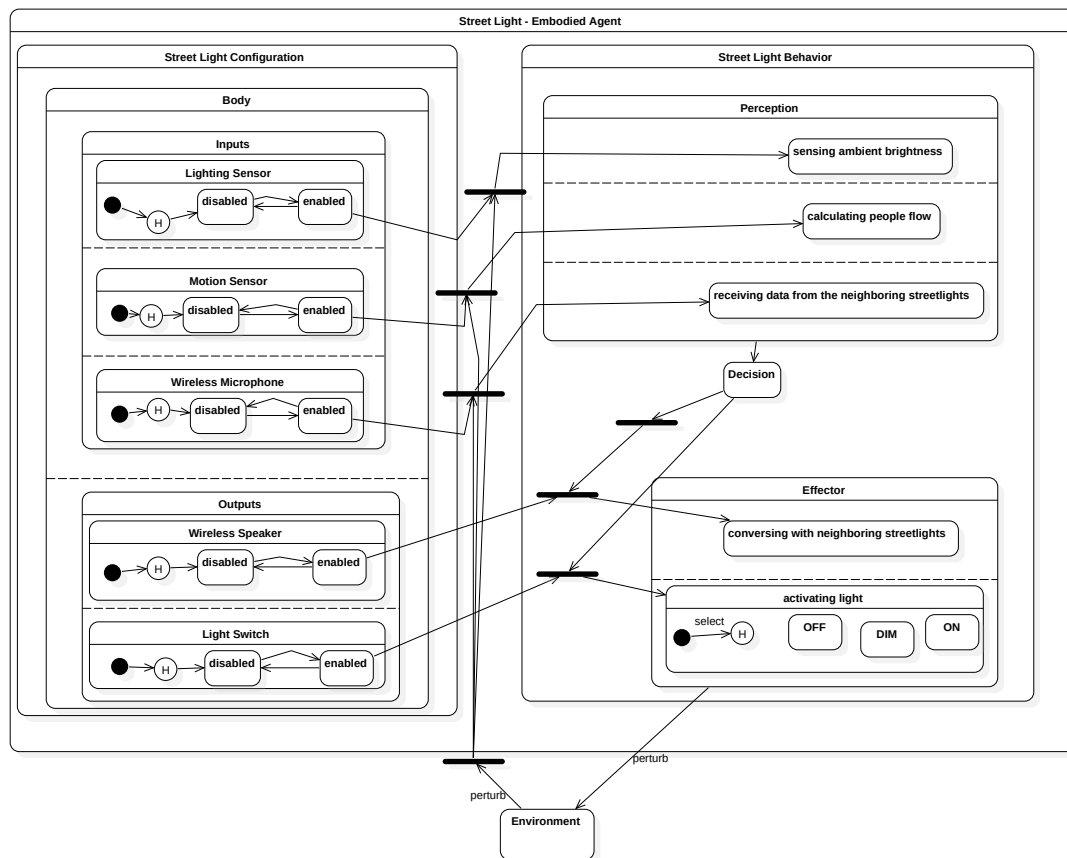 Street Light - Embodied Agent
Street Light Configuration
Body
Inputs
Lighting Sensor
H
disabled
enabled
Motion Sensor
H
disabled
enabled
Wireless Microphone
H
disabled
enabled
Outputs
Wireless Speaker
H
disabled
enabled
Light Switch
H
disabled
enabled
Street Light Behavior
Perception
sensing ambient brightness
calculating people flow
receiving data from the neighboring streetlights
Decision
Effector
conversing with neighboring streetlights
activating light
select
H
OFF
DIM
ON
perturb
perturb
Environment